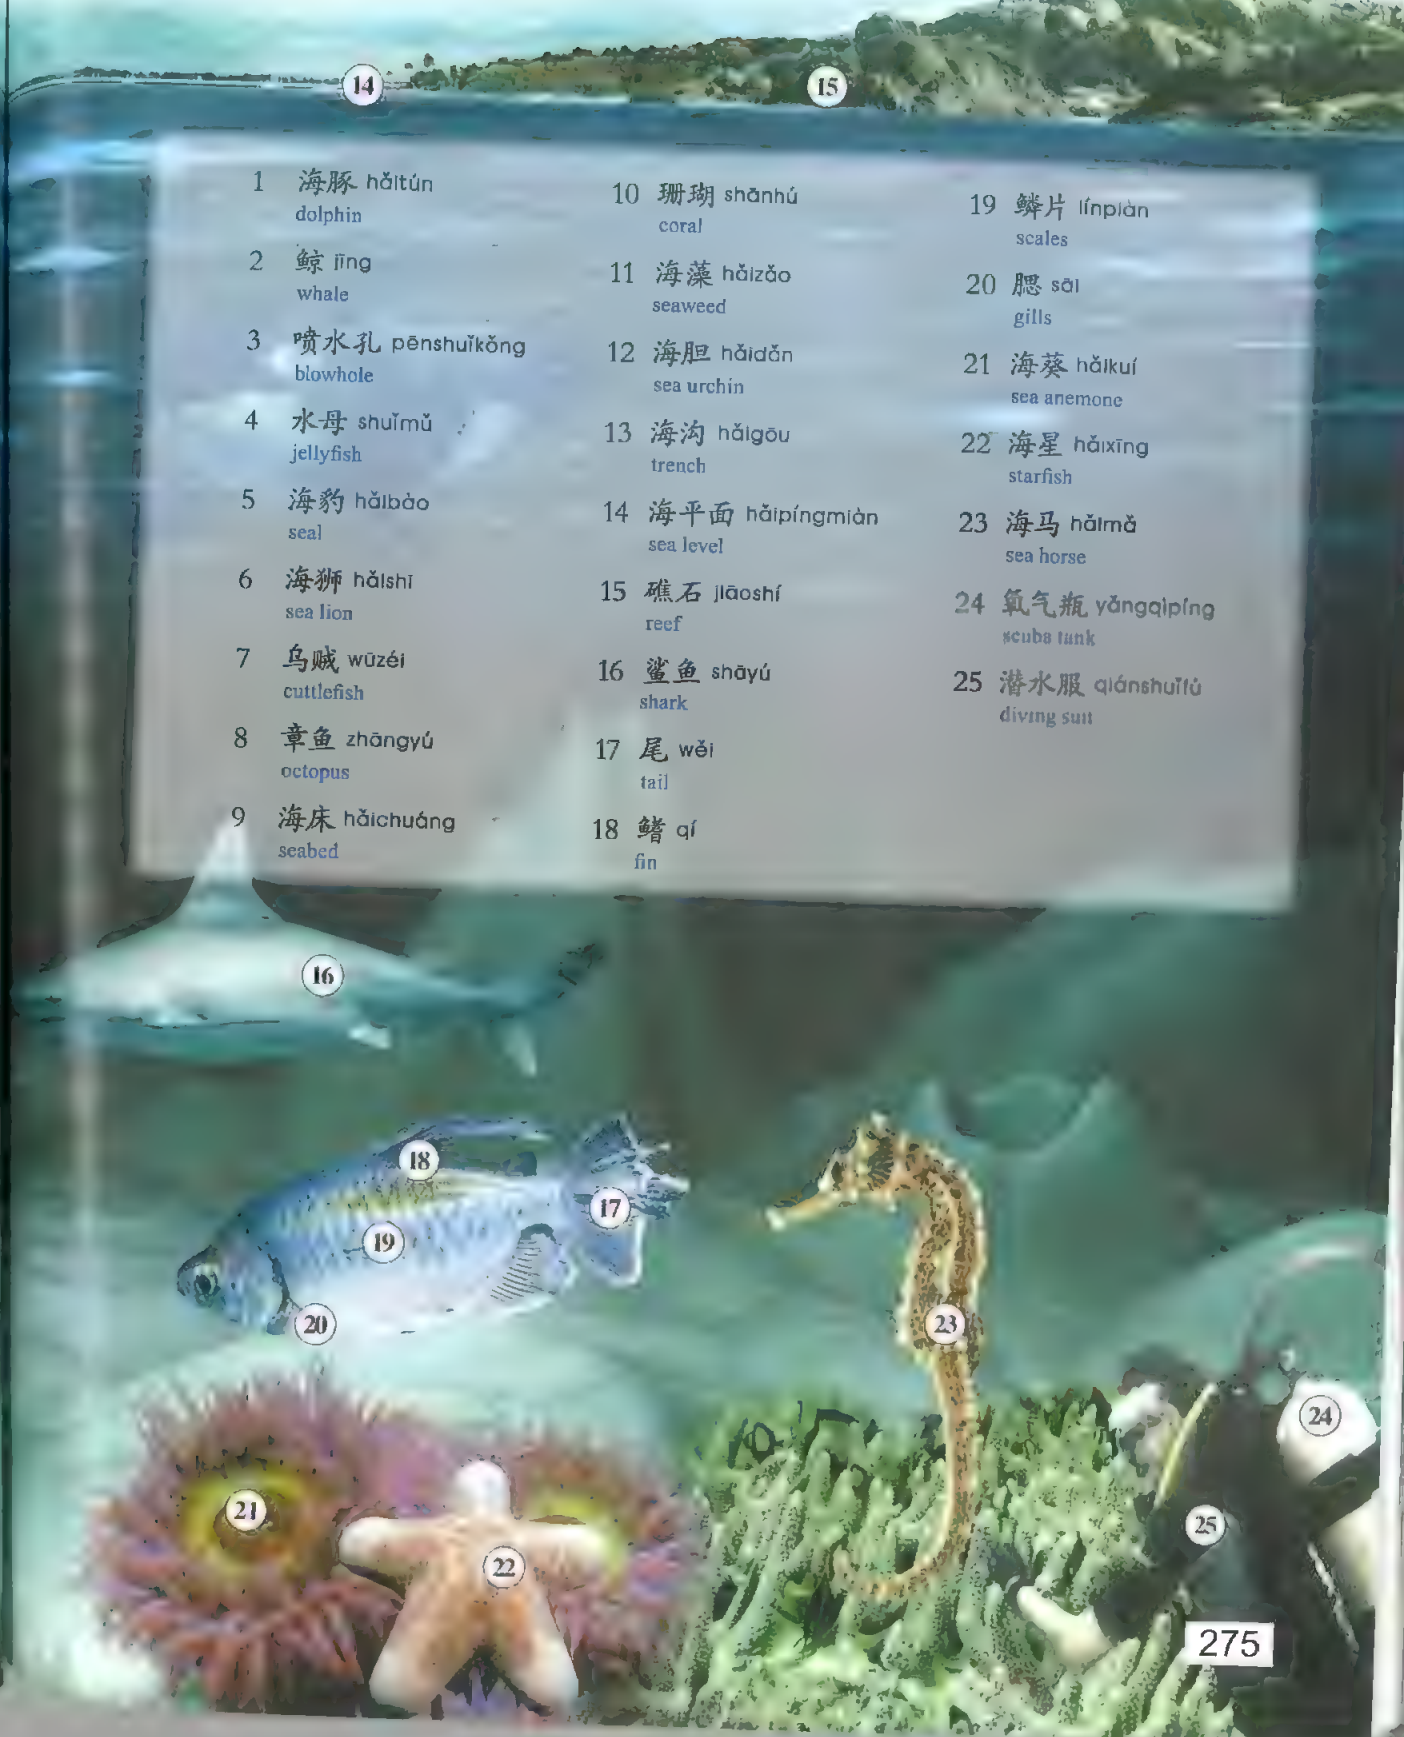 14
15
1 海豚 hǎitún
dolphin
2 鲸 jīng
whale
3 喷水孔 pēnshuǐkǒng
blowhole
4 水母 shuǐmǔ
jellyfish
5 海豹 hǎibào
seal
6 海狮 hǎishī
sea lion
7 乌贼 wūzéi
cuttlefish
8 章鱼 zhāngyú
octopus
9 海床 hǎichuáng
seabed
10 珊瑚 shānhú
coral
11 海藻 hǎizǎo
seaweed
12 海胆 hǎidǎn
sea urchin
13 海沟 hǎigōu
trench
14 海平面 hǎipíngmiàn
sea level
15 礁石 jiāoshí
reef
16 鲨鱼 shāyú
shark
17 尾 wěi
tail
18 鳍 qí
fin
19 鳞片 línpiàn
scales
20 腮 sāi
gills
21 海葵 hǎikuí
sea anemone
22 海星 hǎixīng
starfish
23 海马 hǎimǎ
sea horse
24 氧气瓶 yǎngqìpíng
scuba tank
25 潜水服 qiánshuǐfú
diving suit
16
18
17
19
20
23
24
21
25
22
275